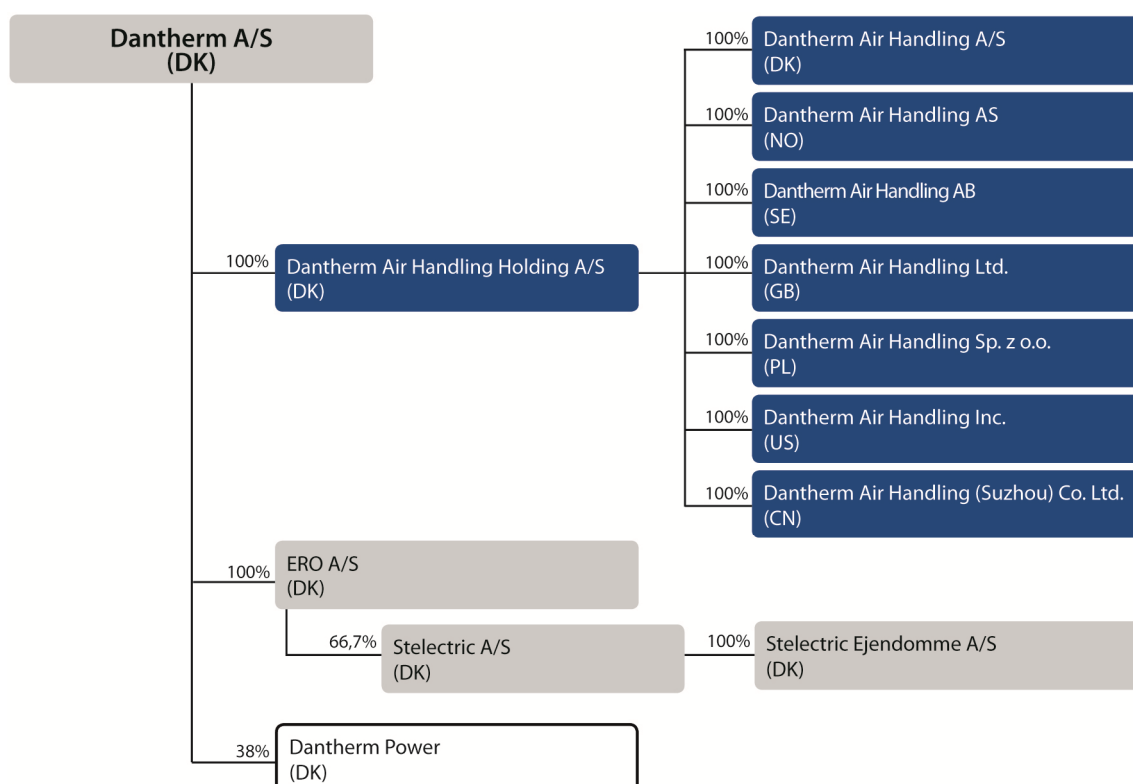 Dantherm A/S
(DK)
100%
Dantherm Air Handling Holding A/S
(DK)
100%
Dantherm Air Handling A/S
(DK)
100%
Dantherm Air Handling AS
(NO)
100%
Dantherm Air Handling AB
(SE)
100%
Dantherm Air Handling Ltd.
(GB)
100%
Dantherm Air Handling Sp. z o.o.
(PL)
100%
Dantherm Air Handling Inc.
(US)
100%
Dantherm Air Handling (Suzhou) Co. Ltd.
(CN)
100%
ERO A/S
(DK)
66,7%
Stelectric A/S
(DK)
100%
Stelectric Ejendomme A/S
(DK)
38%
Dantherm Power
(DK)